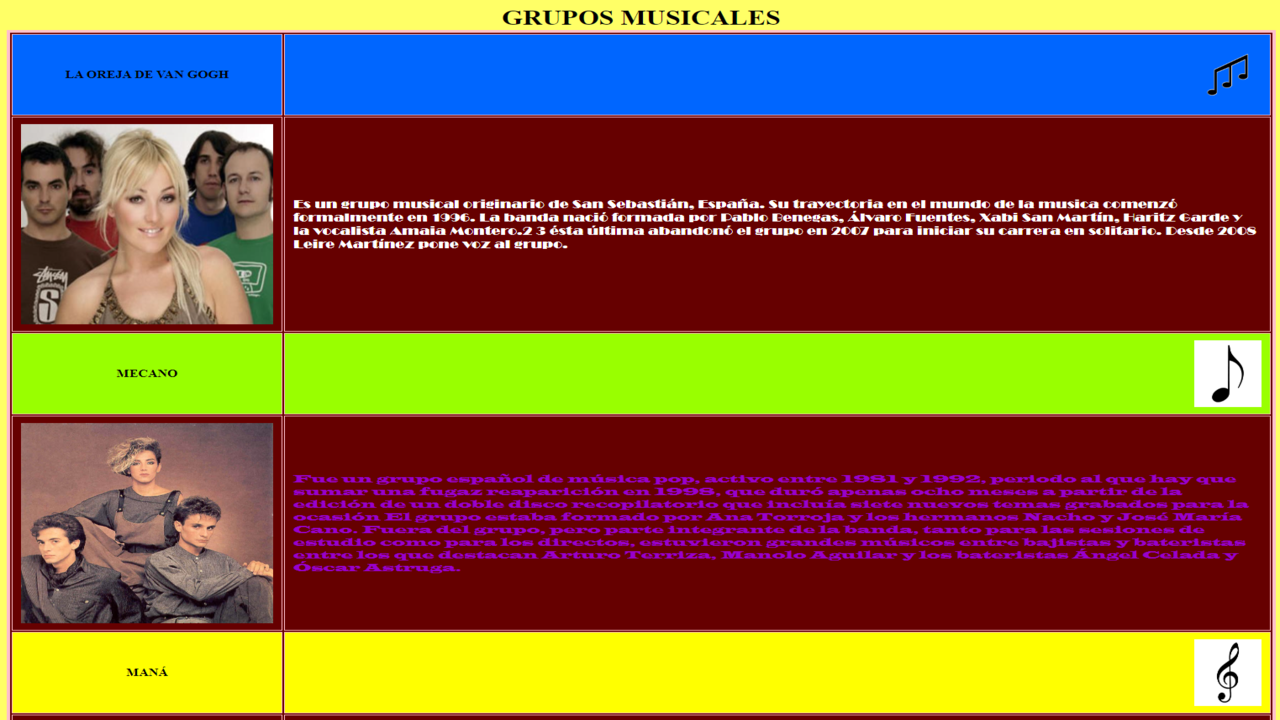 GRUPOS MUSICALES
LA OREJA DE VAN GOGH
Es un grupo musical originario de San Sebastián, España. Su trayectoria en el mundo de la musica comenzó
formalmente en 1996. La banda nació formada por Pablo Benegas, Álvaro Fuentes, Xabi San Martín, Haritz Garde y
la vocalista Amaia Montero.2 3 ésta última abandonó el grupo en 2007 para iniciar su carrera en solitario. Desde 2008
Leire Martínez pone voz al grupo.
MECANO
Fue un grupo español de música pop, activo entre 1981 y 1992, periodo al que hay que
sumar una fugaz reaparición en 1998, que duró apenas ocho meses a partir de la
edición de un doble disco recopilatorio que incluía siete nuevos temas grabados para la
ocasión El grupo estaba formado por Ana Torroja y los hermanos Nacho y José María
Cano. Fuera del grupo, pero parte integrante de la banda, tanto para las sesiones de
estudio como para los directos, estuvieron grandes músicos entre bajistas y bateristas
entre los que destacan Arturo Terriza, Manolo Aguilar y los bateristas Ángel Celada y
Óscar Astruga.
MANÁ